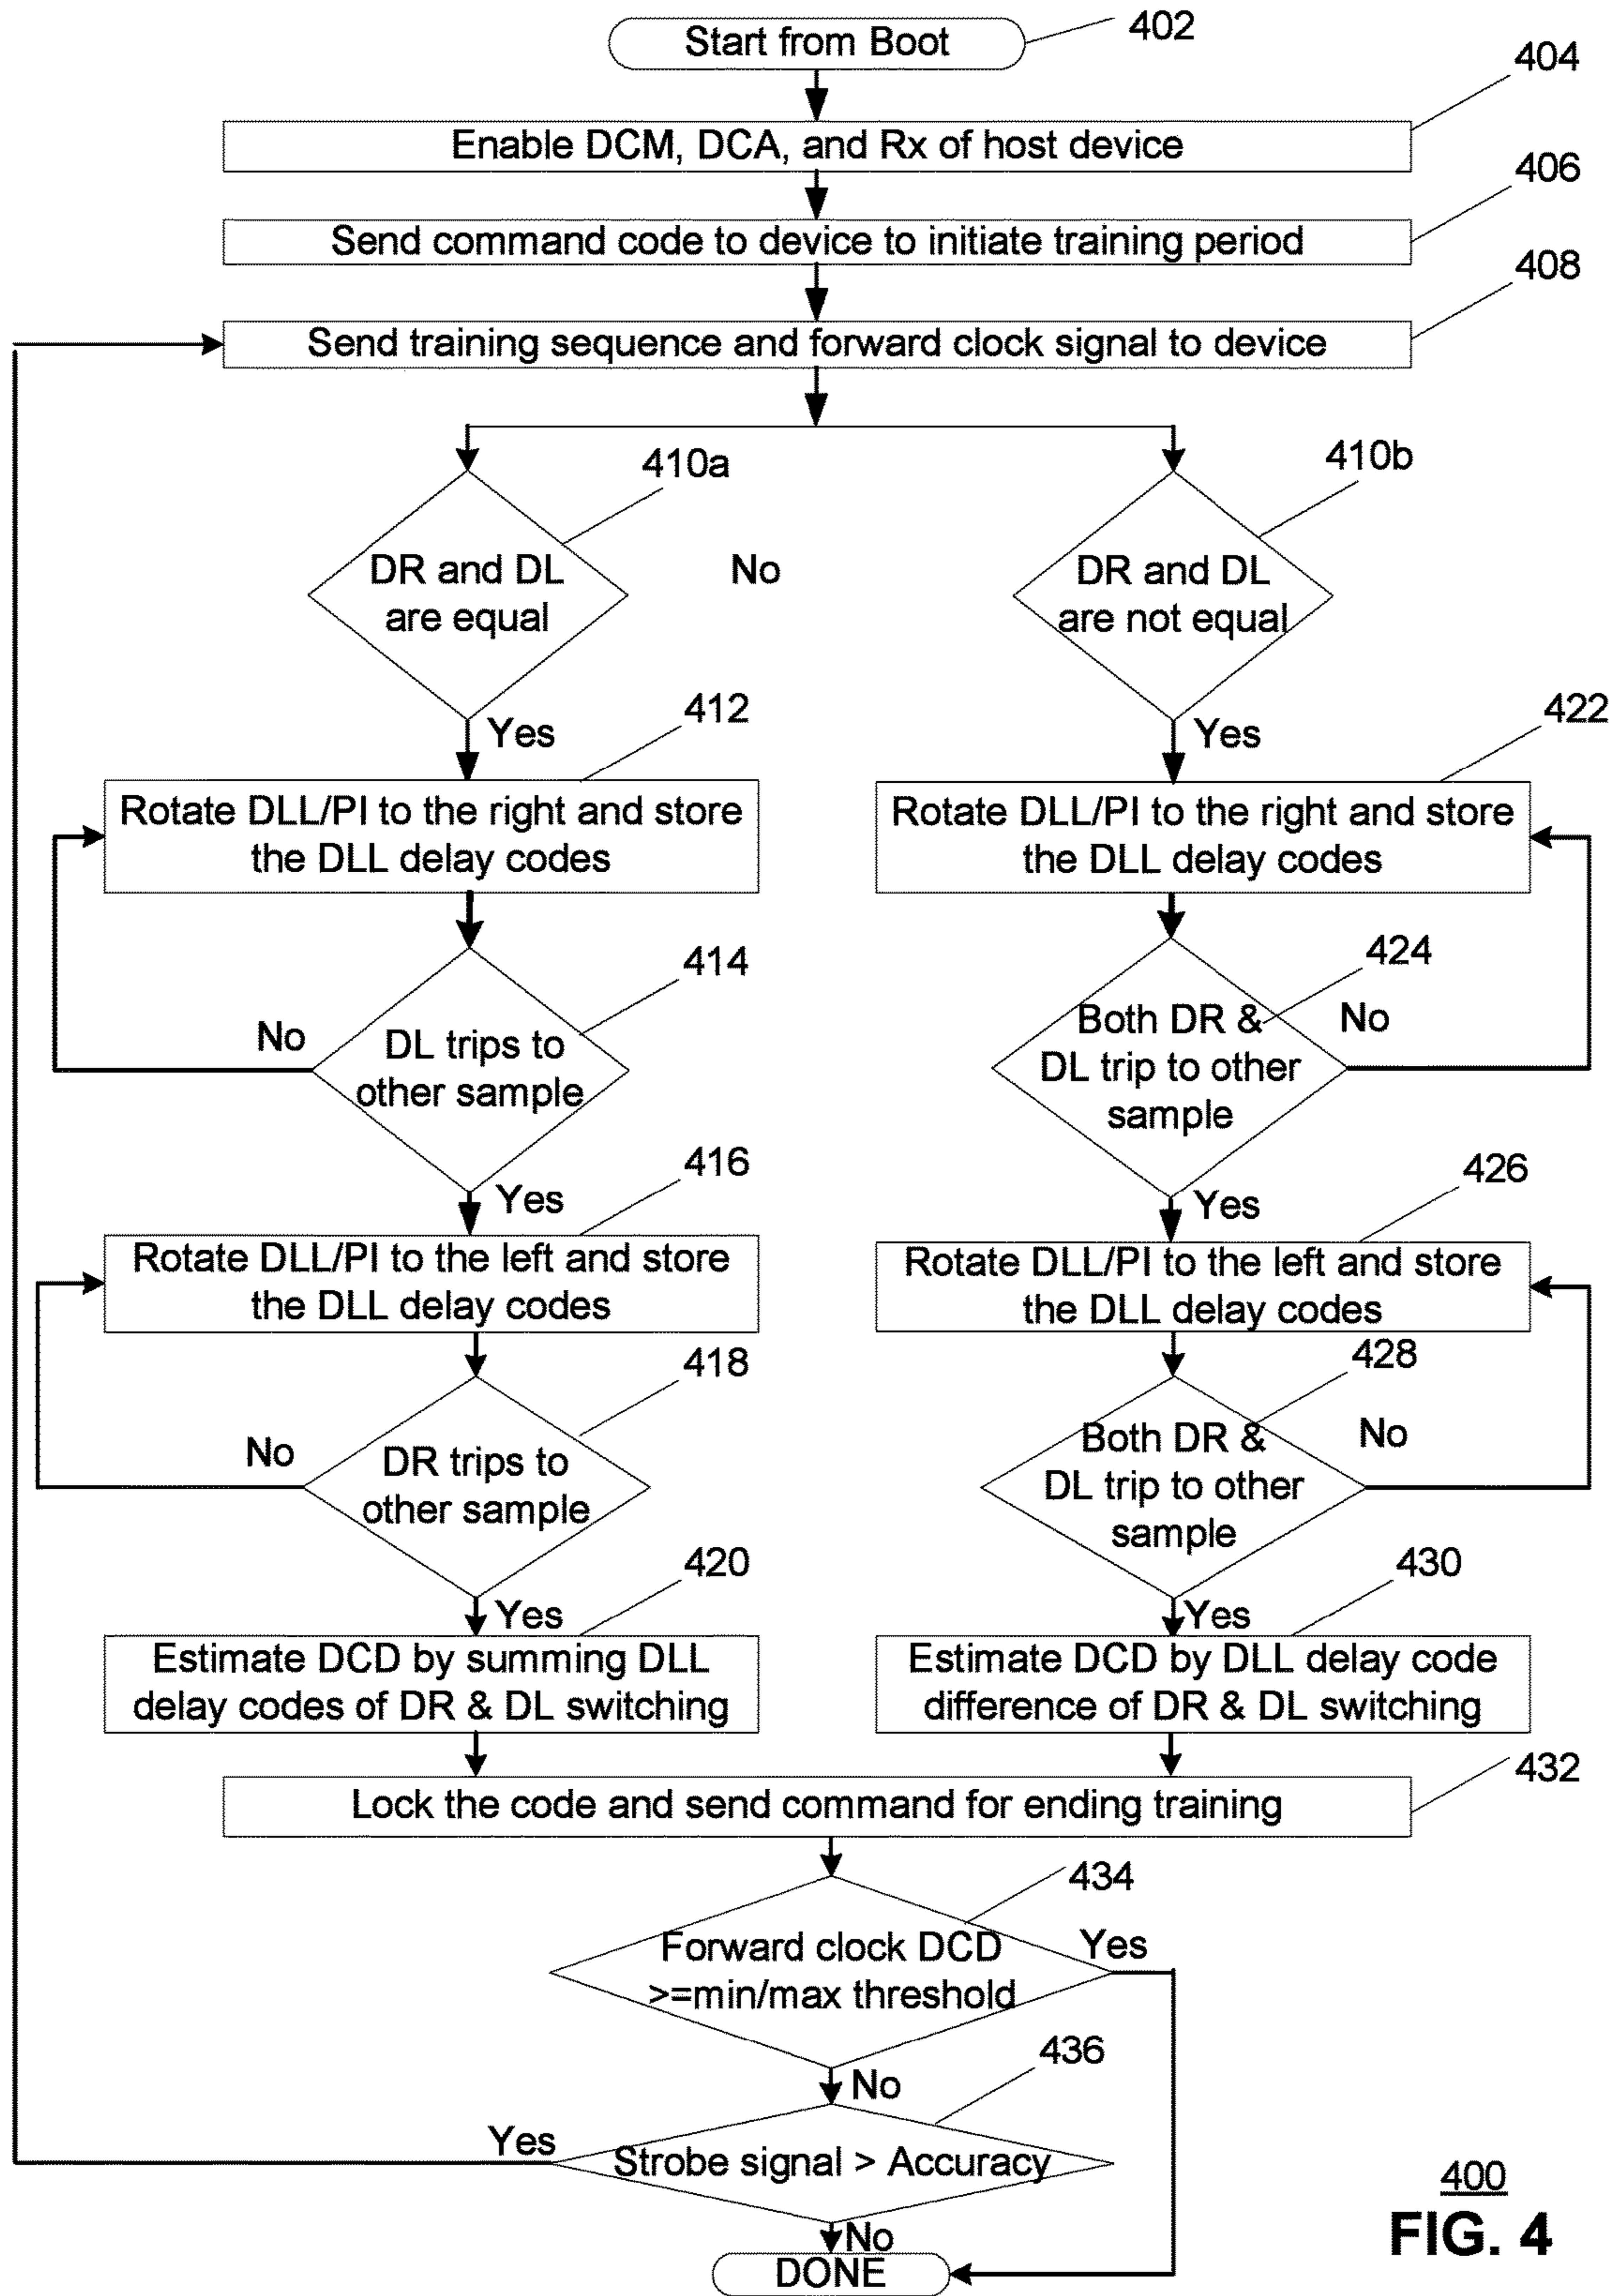 Start from Boot
402
404
Enable DCM, DCA, and Rx of host device
406
Send command code to device to initiate training period
408
Send training sequence and forward clock signal to device
410a
410b
DR and DL
are equal
No
DR and DL
are not equal
Yes
412
Yes
422
Rotate DLL/PI to the right and store
the DLL delay codes
Rotate DLL/PI to the right and store
the DLL delay codes
414
424
No
DL trips to
other sample
Both DR &
DL trip to other
sample
No
Yes
416
Yes
426
Rotate DLL/PI to the left and store
the DLL delay codes
Rotate DLL/PI to the left and store
the DLL delay codes
418
428
No
DR trips to
other sample
Both DR &
DL trip to other
sample
No
Yes
420
Yes
430
Estimate DCD by summing DLL
delay codes of DR & DL switching
Estimate DCD by DLL delay code
difference of DR & DL switching
432
Lock the code and send command for ending training
434
Forward clock DCD
>=min/max threshold
Yes
436
No
Yes
Strobe signal > Accuracy
No
DONE
400
FIG. 4